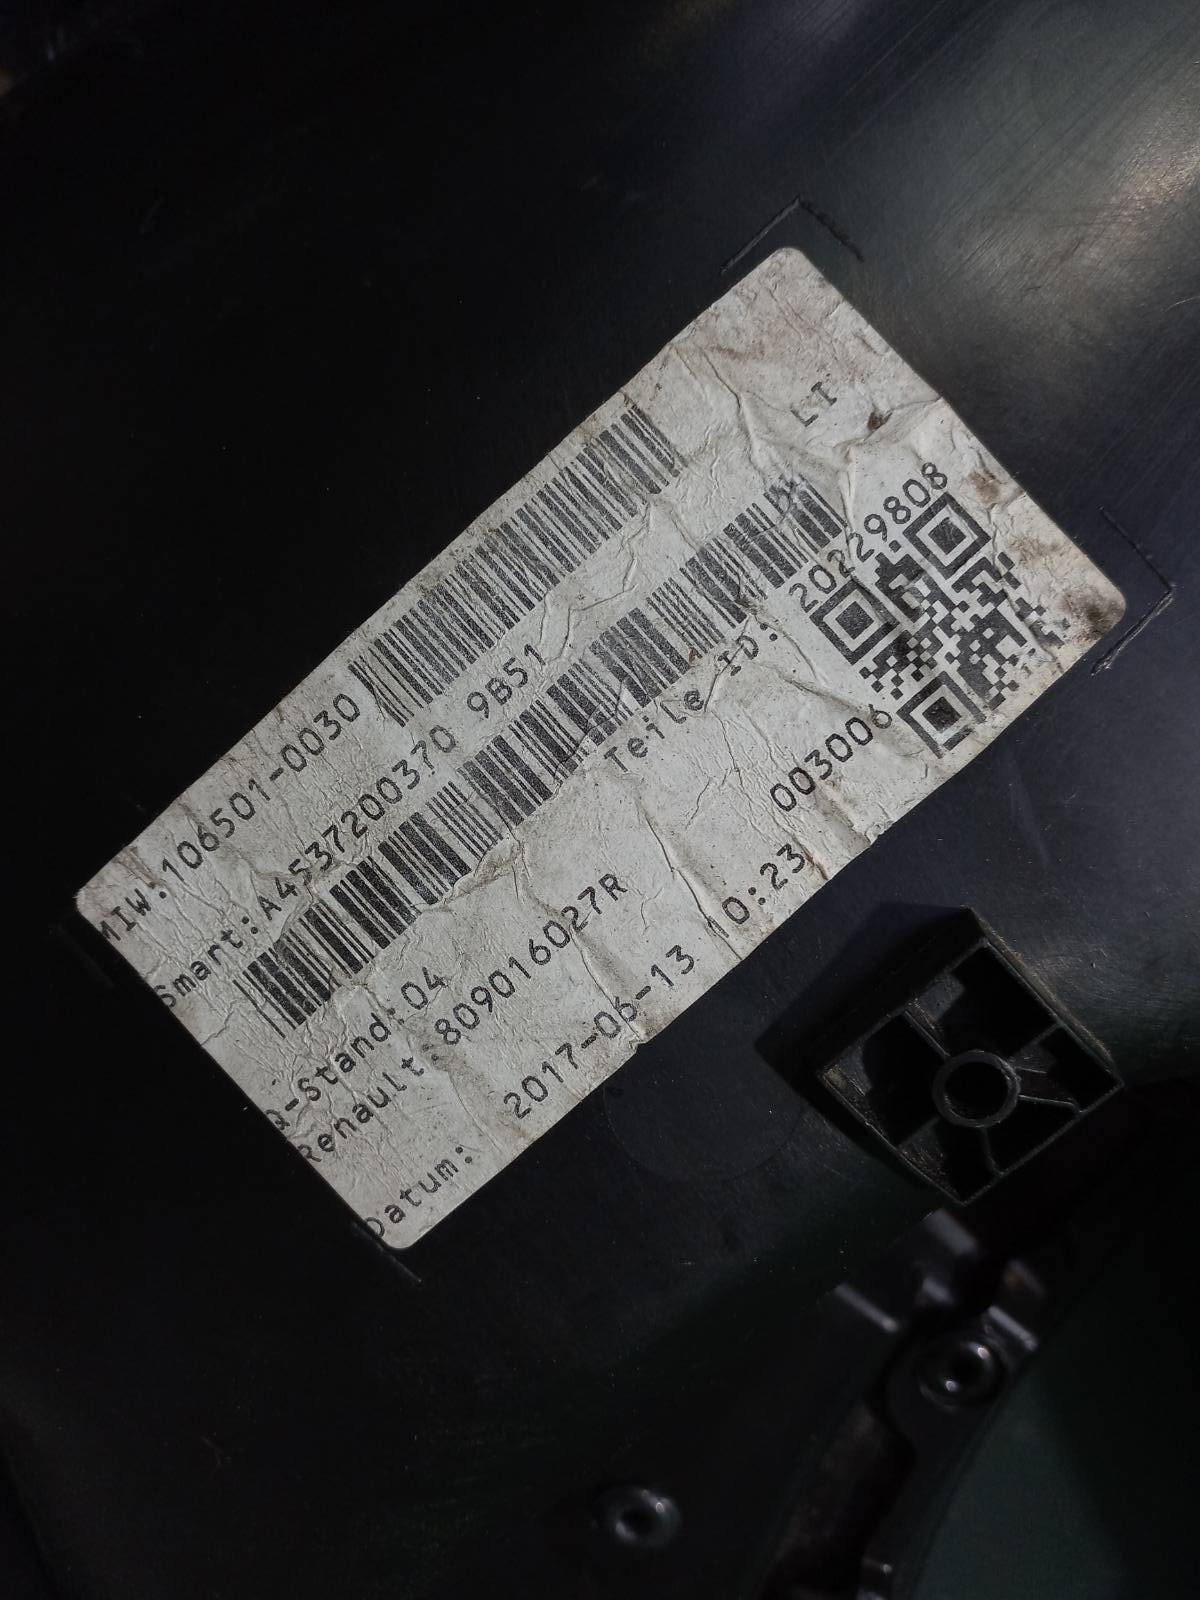 MIW:106501-0030
LI
Smart:A4537200370 9B51
Teile ID: 20229808
Q-Stand:04
Renault:809016027R
003006
Datum: 2017-06-13 10:23